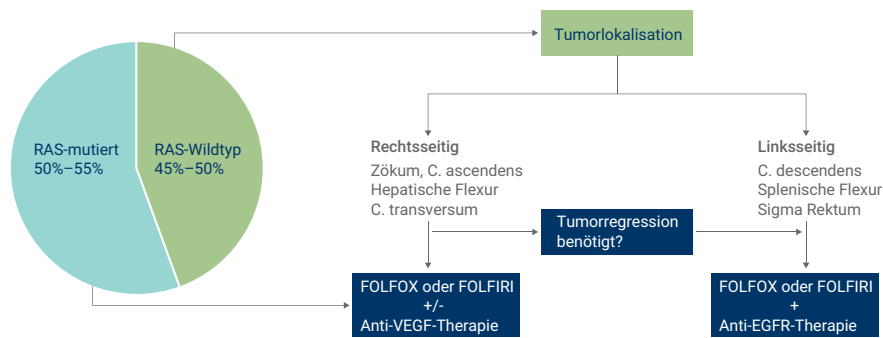 Tumorlokalisation
RAS-mutiert
50%–55%
RAS-Wildtyp
45%–50%
Rechtsseitig
Zökum, C. ascendens
Hepatische Flexur
C. transversum
Linksseitig
C. descendens
Splenische Flexur
Sigma Rektum
Tumorregression
benötigt?
FOLFOX oder FOLFIRI
+/-
Anti-VEGF-Therapie
FOLFOX oder FOLFIRI
+
Anti-EGFR-Therapie